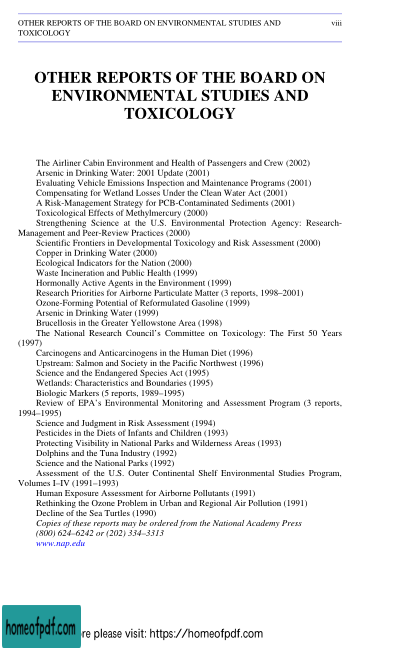 OTHER REPORTS OF THE BOARD ON ENVIRONMENTAL STUDIES AND viii
TOXICOLOGY
OTHER REPORTS OF THE BOARD ON
ENVIRONMENTAL STUDIES AND
TOXICOLOGY
The Airliner Cabin Environment and Health of Passengers and Crew (2002)
Arsenic in Drinking Water: 2001 Update (2001)
Evaluating Vehicle Emissions Inspection and Maintenance Programs (2001)
Compensating for Wetland Losses Under the Clean Water Act (2001)
A Risk-Management Strategy for PCB-Contaminated Sediments (2001)
Toxicological Effects of Methylmercury (2000)
Strengthening Science at the U.S. Environmental Protection Agency: Research-
Management and Peer-Review Practices (2000)
Scientific Frontiers in Developmental Toxicology and Risk Assessment (2000)
Copper in Drinking Water (2000)
Ecological Indicators for the Nation (2000)
Waste Incineration and Public Health (1999)
Hormonally Active Agents in the Environment (1999)
Research Priorities for Airborne Particulate Matter (3 reports, 1998–2001)
Ozone-Forming Potential of Reformulated Gasoline (1999)
Arsenic in Drinking Water (1999)
Brucellosis in the Greater Yellowstone Area (1998)
The National Research Council's Committee on Toxicology: The First 50 Years
(1997)
Carcinogens and Anticarcinogens in the Human Diet (1996)
Upstream: Salmon and Society in the Pacific Northwest (1996)
Science and the Endangered Species Act (1995)
Wetlands: Characteristics and Boundaries (1995)
Biologic Markers (5 reports, 1989–1995)
Review of EPA's Environmental Monitoring and Assessment Program (3 reports,
1994–1995)
Science and Judgment in Risk Assessment (1994)
Pesticides in the Diets of Infants and Children (1993)
Protecting Visibility in National Parks and Wilderness Areas (1993)
Dolphins and the Tuna Industry (1992)
Science and the National Parks (1992)
Assessment of the U.S. Outer Continental Shelf Environmental Studies Program,
Volumes I–IV (1991–1993)
Human Exposure Assessment for Airborne Pollutants (1991)
Rethinking the Ozone Problem in Urban and Regional Air Pollution (1991)
Decline of the Sea Turtles (1990)
Copies of these reports may be ordered from the National Academy Press
(800) 624–6242 or (202) 334–3313
www.nap.edu
homeofpdf.com re please visit: https://homeofpdf.com